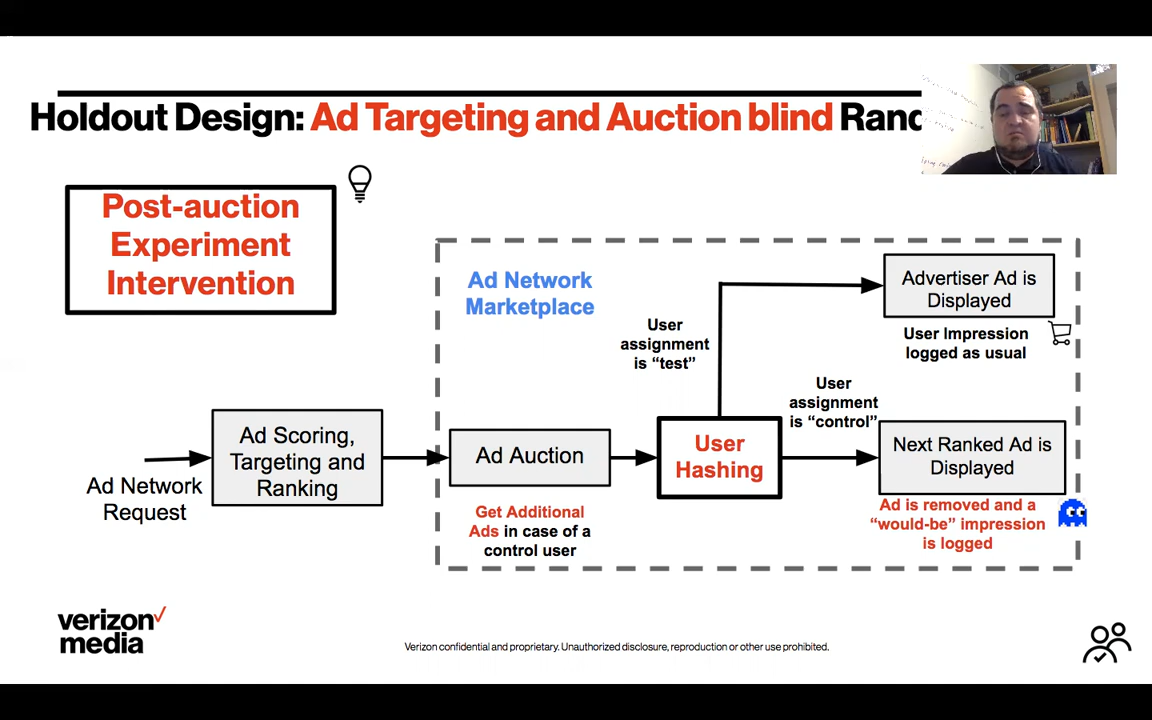 Holdout Design: Ad Targeting and Auction blind
Post-auction
Experiment
Intervention
Ad Network
Marketplace
Advertiser Ad is
Displayed
User Impression
logged as usual
User
assignment
is “test”
User
assignment
is “control”
Ad Network
Request
Ad Scoring,
Targeting and
Ranking
Ad Auction
Get Additional
Ads in case of a
control user
User
Hashing
Next Ranked Ad is
Displayed
Ad is removed and a
“would-be” impression
is logged
verizon✓
media
Verizon confidential and proprietary. Unauthorized disclosure, reproduction or other use prohibited.